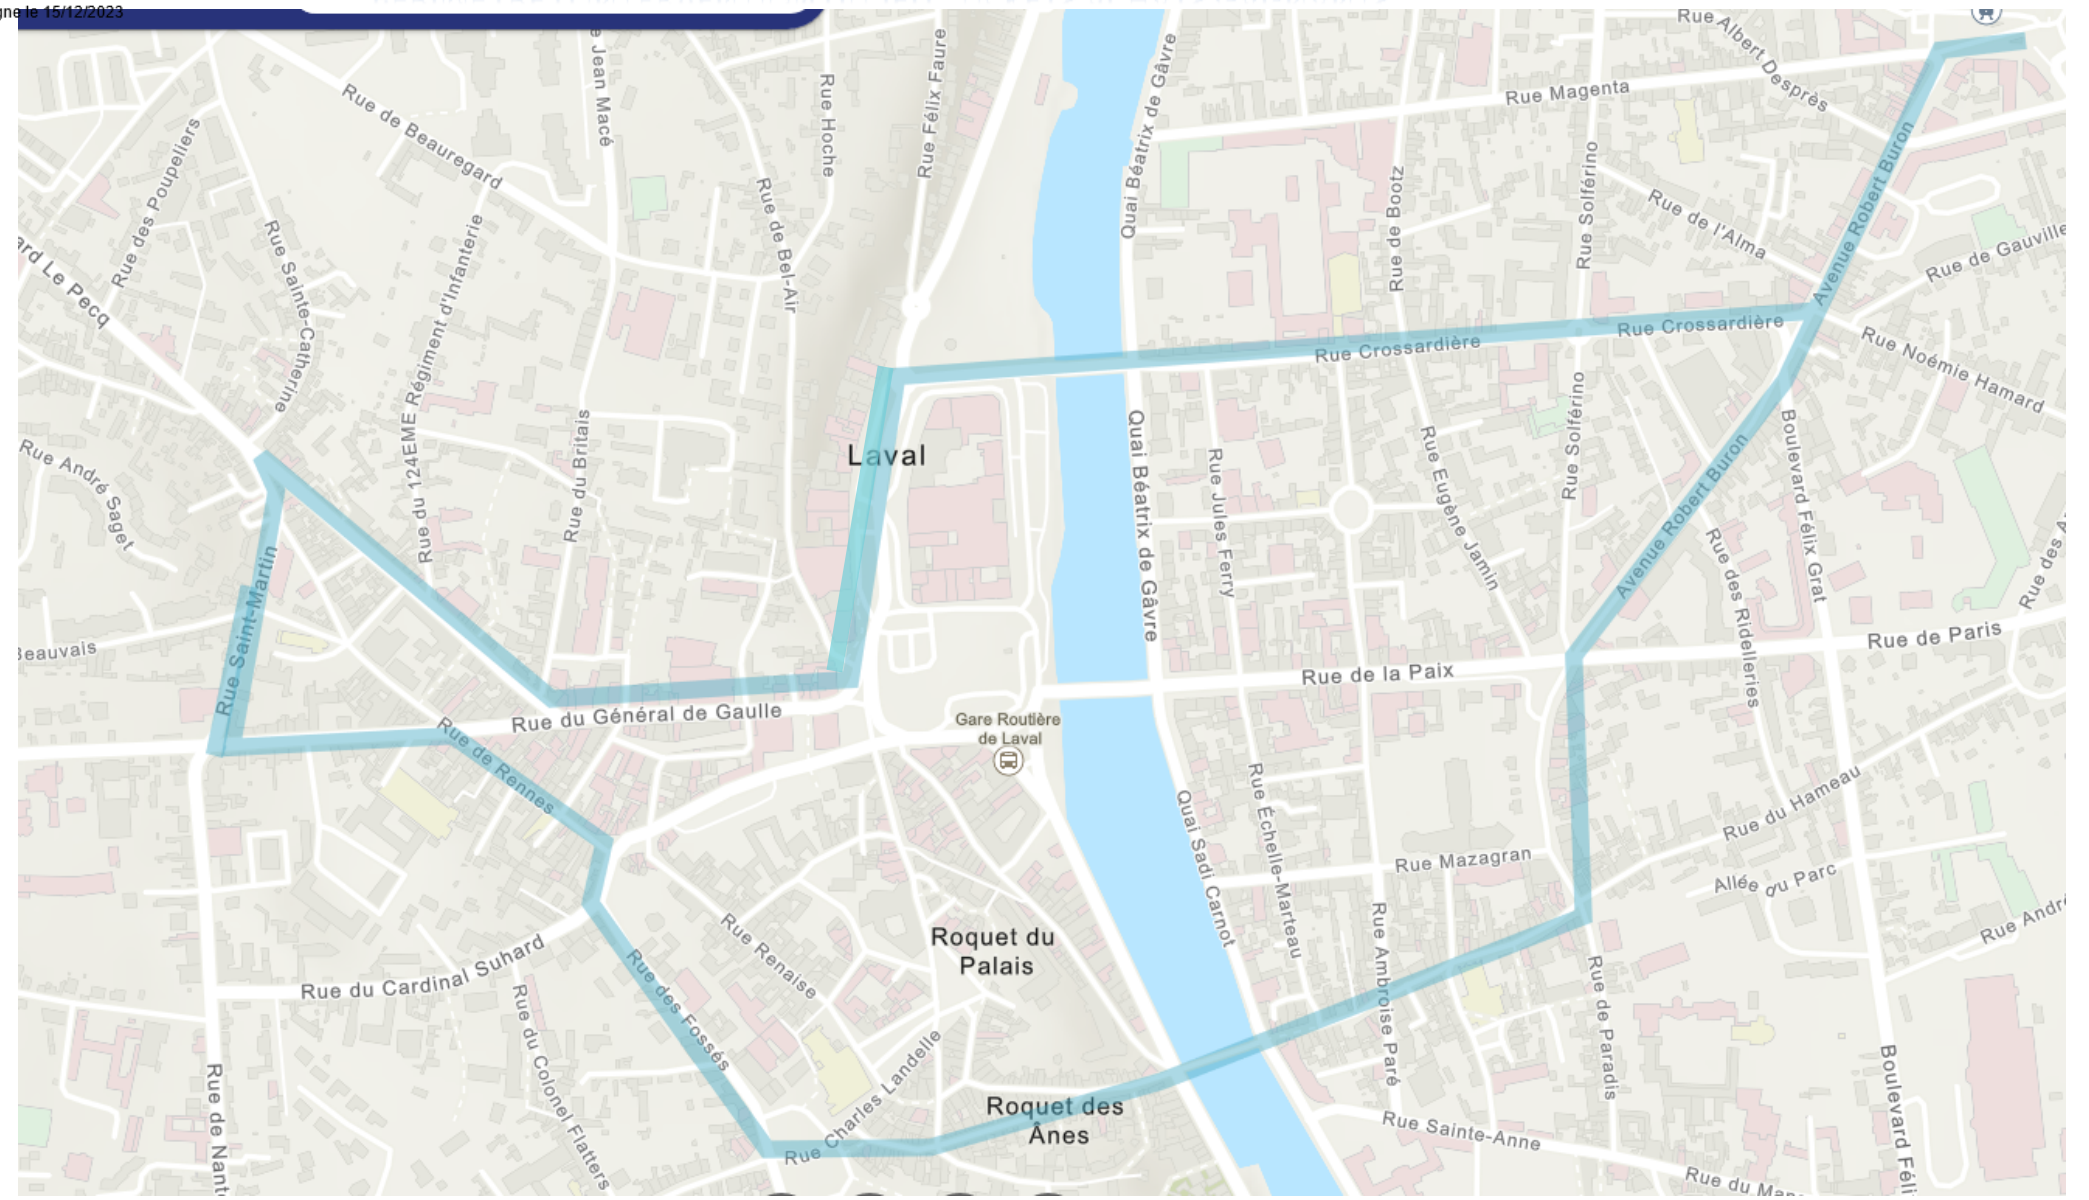 gne le 15/12/2023
Rue Albert Desprès
Rue Jean Macé
Rue Félix Faure
Quai Béatrix de Gâvre
Rue de Beauregard
Rue Hoche
Rue Magenta
Rue des Poupeliers
Avenue Robert Buron
Rue Solférino
Rue de Bootz
Rue de Bel-Air
Rue de l'Alma
Rue Sainte-Catherine
Rue du 124EME Régiment d'Infanterie
Rue de Gauville
ard Le Pecq
Rue Crossardière
Rue Crossardière
Rue Noémie Hamard
Rue Solférino
Rue du Britais
Laval
Quai Béatrix de Gâvre
Rue Jules Ferry
Rue Eugène Jamin
Avenue Robert Buron
Boulevard Félix Grat
Rue André Saget
Rue des Ridelleries
Rue des A
Rue Saint-Martin
Beauvais
Rue de Paris
Rue de la Paix
Rue du Général de Gaulle
Gare Routière
de Laval
Rue de Rennes
Rue Échelle-Marteau
Quai Sadi Carnot
Rue du Hameau
Rue Mazagran
Allée du Parc
Rue André
Rue Renaise
Roquet du
Palais
Rue Ambroise Paré
Rue du Cardinal Suhard
Rue des Fossés
Rue de Paradis
Rue du Colonel Flatters
Rue de Nant
Rue Charles Landelle
Roquet des
Ânes
Rue Sainte-Anne
Boulevard Féli
Rue du Man